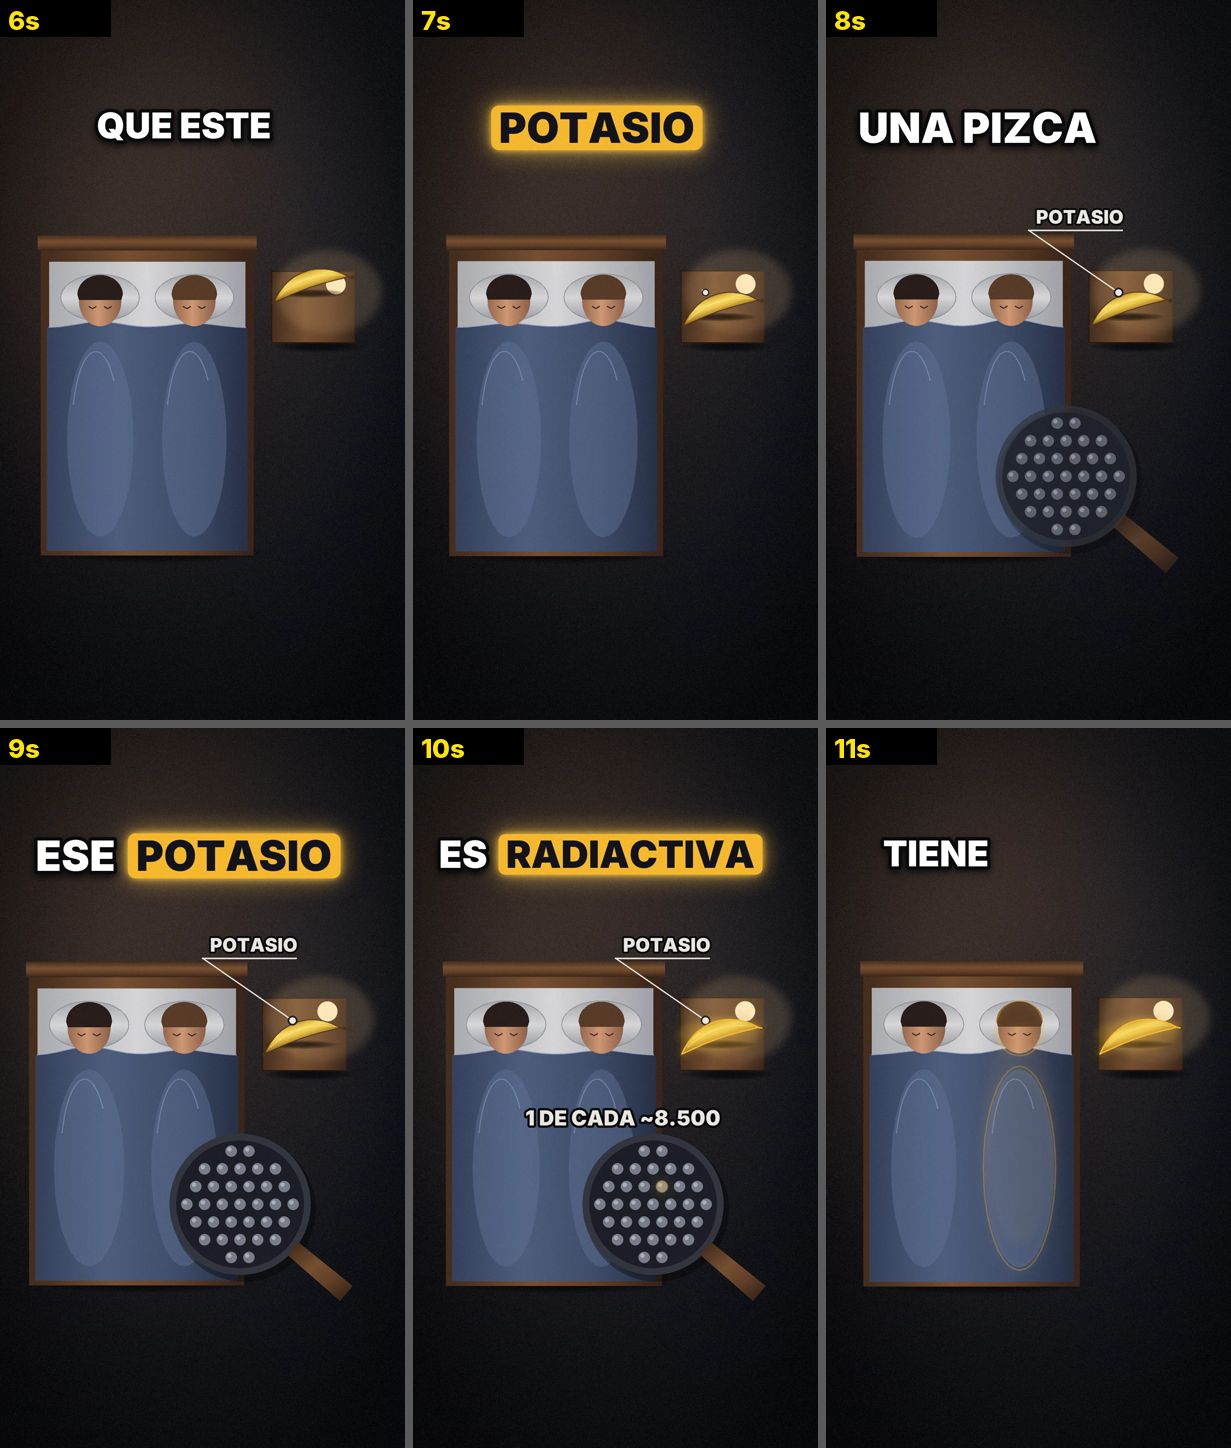 6s
QUE ESTE
7s
POTASIO
8s
UNA PIZCA
POTASIO
9s
ESE POTASIO
POTASIO
10s
ES RADIACTIVA
POTASIO
1 DE CADA ~8.500
11s
TIENE